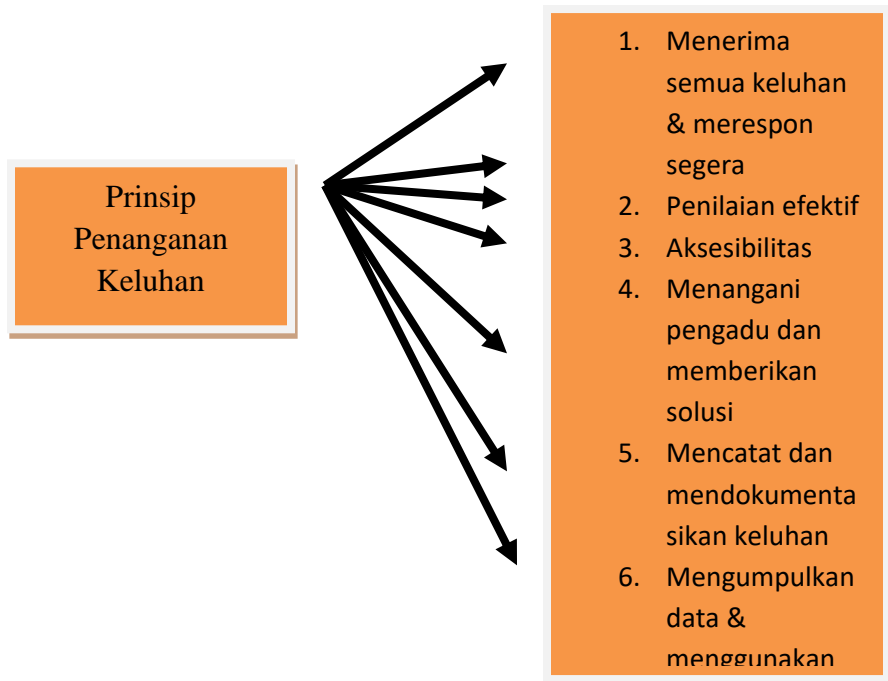 Prinsip
Penanganan
Keluhan
1. Menerima
semua keluhan
& merespon
segera
2. Penilaian efektif
3. Aksesibilitas
4. Menangani
pengadu dan
memberikan
solusi
5. Mencatat dan
mendokumenta
sikan keluhan
6. Mengumpulkan
data &
menggunakan